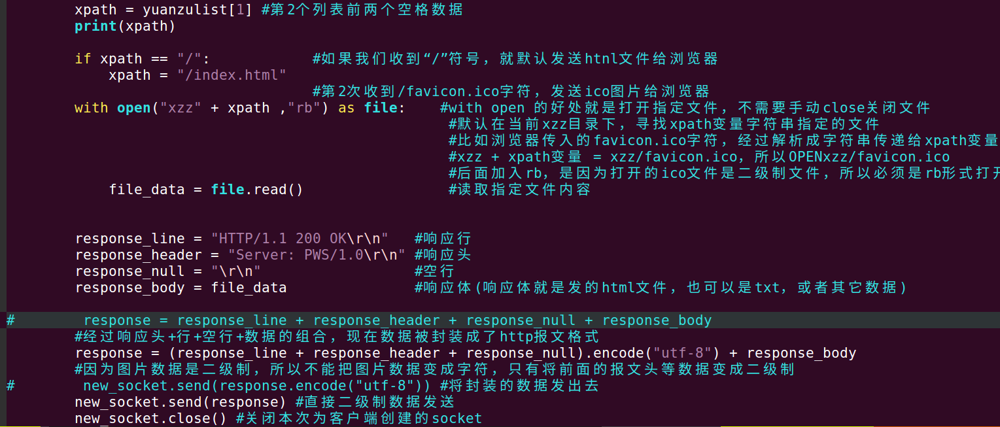 xpath = yuanzulist[1] #第2个列表前两个空格数据
print(xpath)
if xpath == "/": #如果我们收到“/”符号，就默认发送htnl文件给浏览器
xpath = "/index.html"
#第2次收到/favicon.ico字符，发送ico图片给浏览器
with open("xzz" + xpath ,"rb") as file: #with open 的好处就是打开指定文件，不需要手动close关闭文件
#默认在当前xzz目录下，寻找xpath变量字符串指定的文件
#比如浏览器传入的favicon.ico字符，经过解析成字符串传递给xpath变量
#xzz + xpath变量 = xzz/favicon.ico，所以OPENxzz/favicon.ico
#后面加入rb，是因为打开的ico文件是二级制文件，所以必须是rb形式打开
file_data = file.read() #读取指定文件内容
response_line = "HTTP/1.1 200 OK\r\n" #响应行
response_header = "Server: PWS/1.0\r\n" #响应头
response_null = "\r\n" #空行
response_body = file_data #响应体(响应体就是发的html文件，也可以是txt，或者其它数据)
# response = response_line + response_header + response_null + response_body
#经过响应头+行+空行+数据的组合，现在数据被封装成了http报文格式
response = (response_line + response_header + response_null).encode("utf-8") + response_body
#因为图片数据是二级制，所以不能把图片数据变成字符，只有将前面的报文头等数据变成二级制
# new_socket.send(response.encode("utf-8")) #将封装的数据发出去
new_socket.send(response) #直接二级制数据发送
new_socket.close() #关闭本次为客户端创建的socket